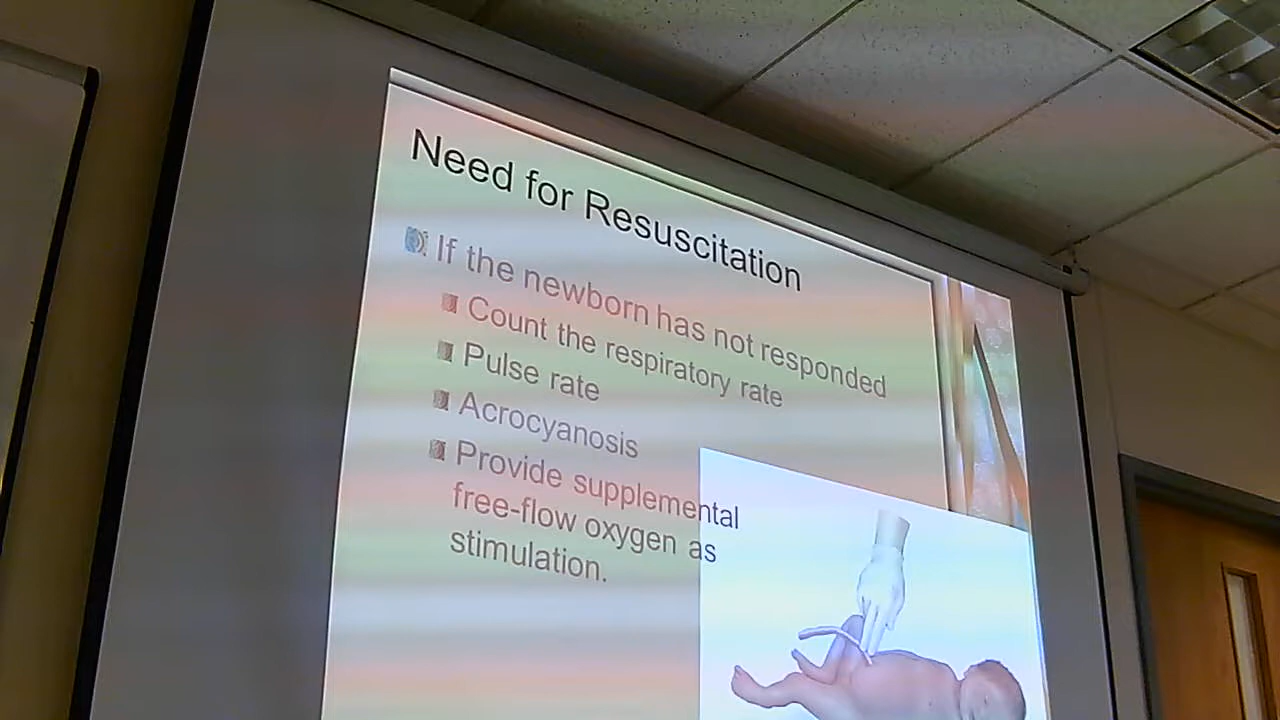 Need for Resuscitation
If the newborn has not responded
Count the respiratory rate
Pulse rate
Acrocyanosis
Provide supplemental
free-flow oxygen as
stimulation.